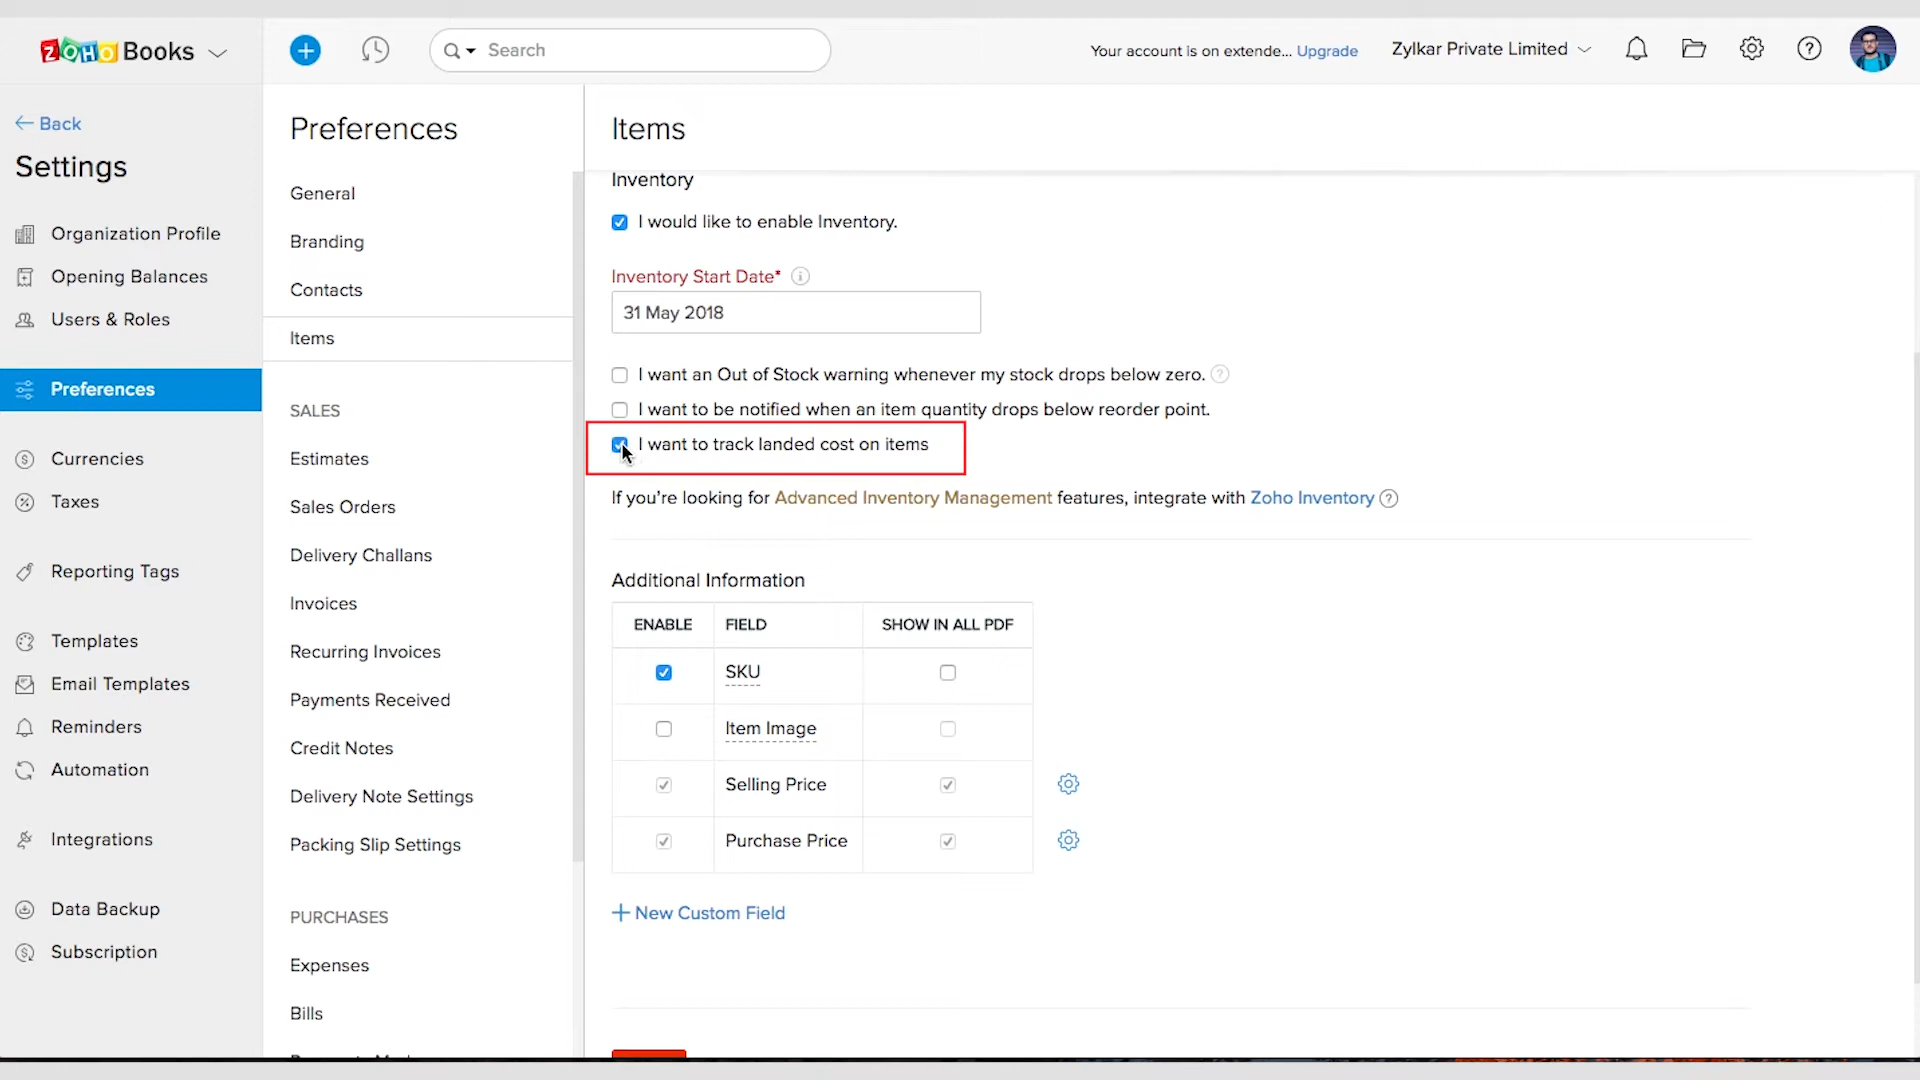 ZOHO Books
Search
Your account is on extende... Upgrade
Zylkar Private Limited
Back
Settings
Organization Profile
Opening Balances
Users & Roles
Preferences
Currencies
Taxes
Reporting Tags
Templates
Email Templates
Reminders
Automation
Integrations
Data Backup
Subscription
Preferences
General
Branding
Contacts
Items
SALES
Estimates
Sales Orders
Delivery Challans
Invoices
Recurring Invoices
Payments Received
Credit Notes
Delivery Note Settings
Packing Slip Settings
PURCHASES
Expenses
Bills
Items
Inventory
I would like to enable Inventory.
Inventory Start Date*
31 May 2018
I want an Out of Stock warning whenever my stock drops below zero.
I want to be notified when an item quantity drops below reorder point.
I want to track landed cost on items
If you're looking for Advanced Inventory Management features, integrate with Zoho Inventory
Additional Information
ENABLE FIELD SHOW IN ALL PDF
SKU
Item Image
Selling Price
Purchase Price
+ New Custom Field